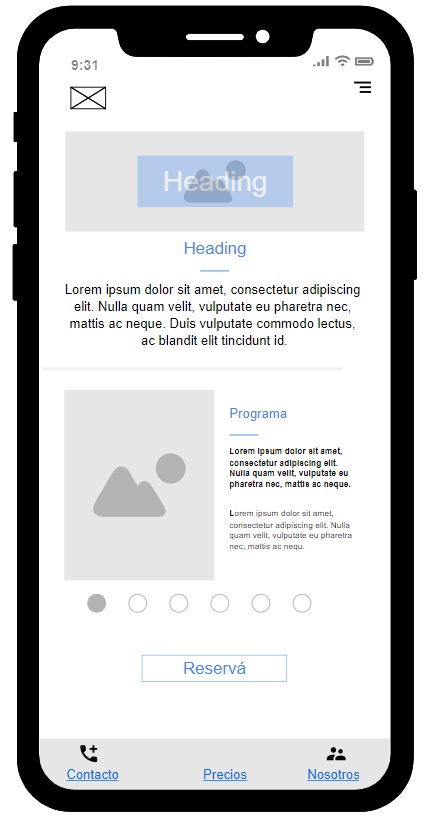 9:31
Heading
Heading
Lorem ipsum dolor sit amet, consectetur adipiscing
elit. Nulla quam velit, vulputate eu pharetra nec,
mattis ac neque. Duis vulputate commodo lectus,
ac blandit elit tincidunt id.
Programa
Lorem ipsum dolor sit amet,
consectetur adipiscing elit.
Nulla quam velit, vulputate eu
pharetra nec, mattis ac neque.
Lorem ipsum dolor sit amet,
consectetur adipiscing elit. Nulla
quam velit, vulputate eu pharetra
nec, mattis ac nequ.
Reservá
Contacto
Precios
Nosotros